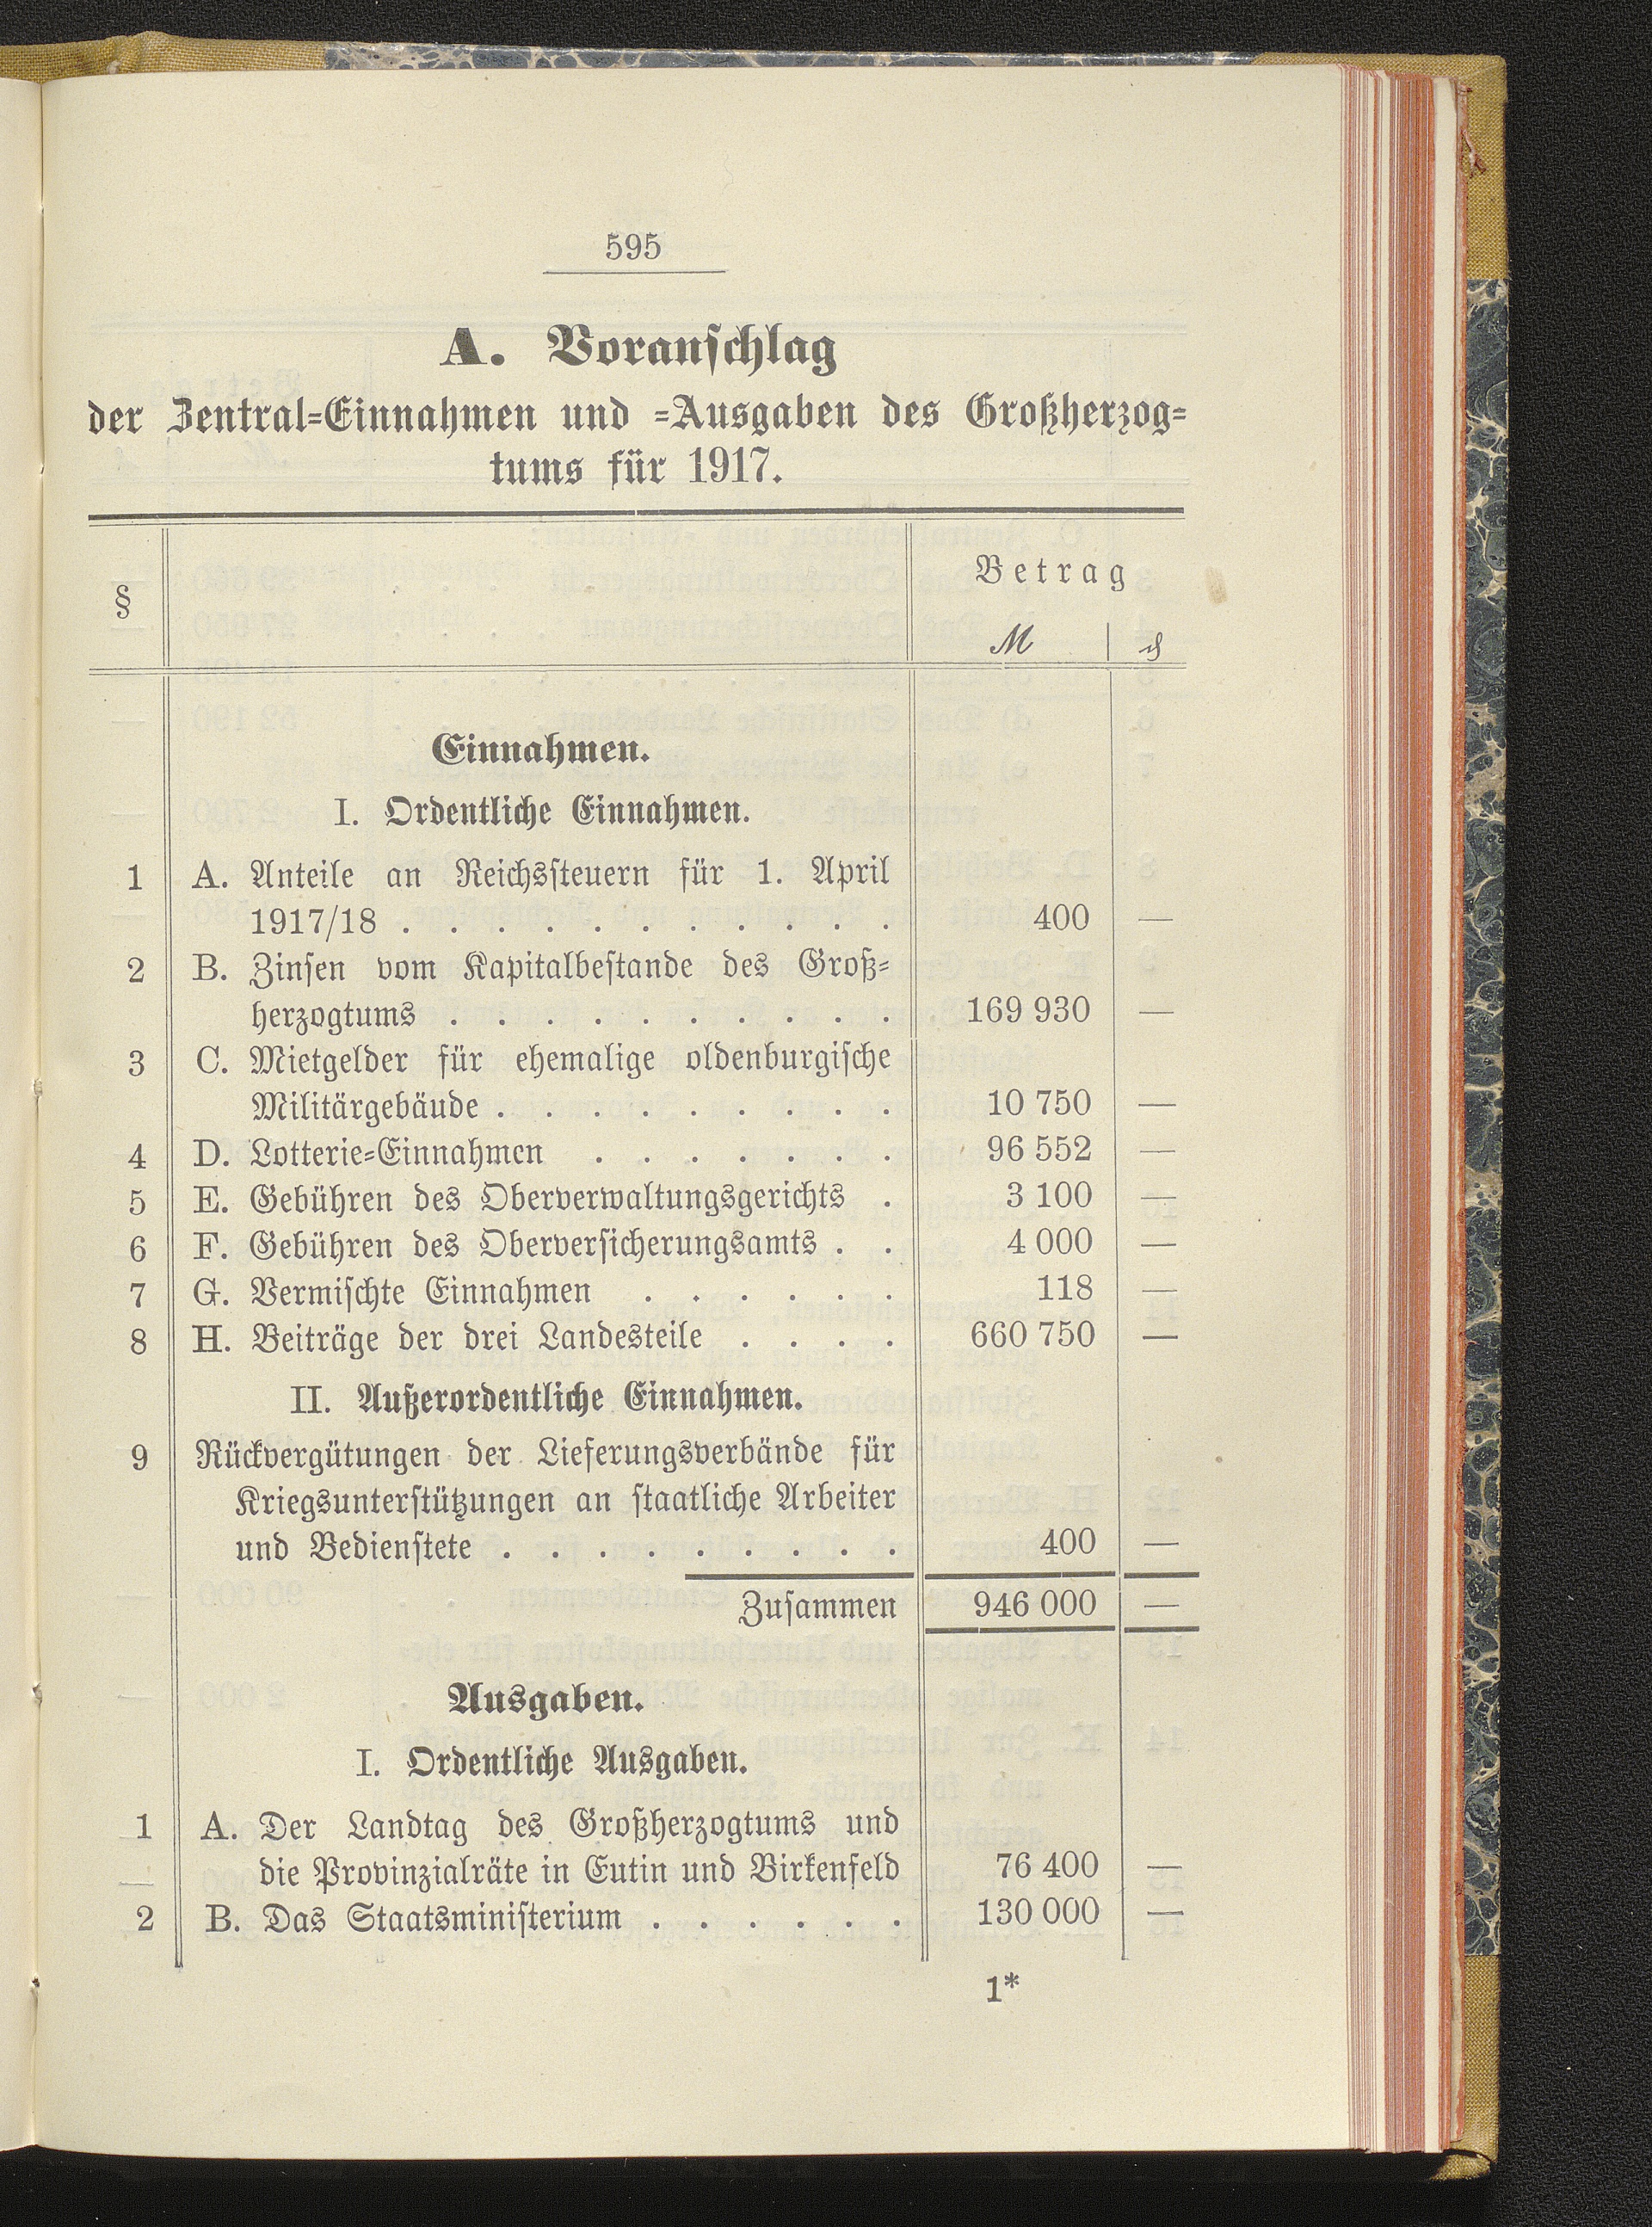 595
A. Voranschlag
der Zentral=Einnahmen und =Ausgaben des Großherzog=
tums für 1917.
§ Betrag
ℳ ₰
Einnahmen.
I. Ordentliche Einnahmen.
1 A. Anteile an Reichssteuern für 1. April
1917/18 . . . . . . . . . . . 400 —
2 B. Zinsen vom Kapitalbestande des Groß=
herzogtums . . . . . . . . . . 169 930 —
3 C. Mietgelder für ehemalige oldenburgische
Militärgebäude . . . . . . . . . 10 750 —
4 D. Lotterie=Einnahmen . . . . . . . 96 552 —
5 E. Gebühren des Oberverwaltungsgerichts . 3 100 —
6 F. Gebühren des Oberversicherungsamts . . 4 000 —
7 G. Vermischte Einnahmen . . . . . . 118 —
8 H. Beiträge der drei Landesteile . . . . 660 750 —
II. Außerordentliche Einnahmen.
9 Rückvergütungen der Lieferungsverbände für
Kriegsunterstützungen an staatliche Arbeiter
und Bedienstete . . . . . . . . . 400 —
Zusammen 946 000 —
Ausgaben.
I. Ordentliche Ausgaben.
1 A. Der Landtag des Großherzogtums und
die Provinzialräte in Eutin und Birkenfeld 76 400 —
2 B. Das Staatsministerium . . . . . . 130 000 —
1*